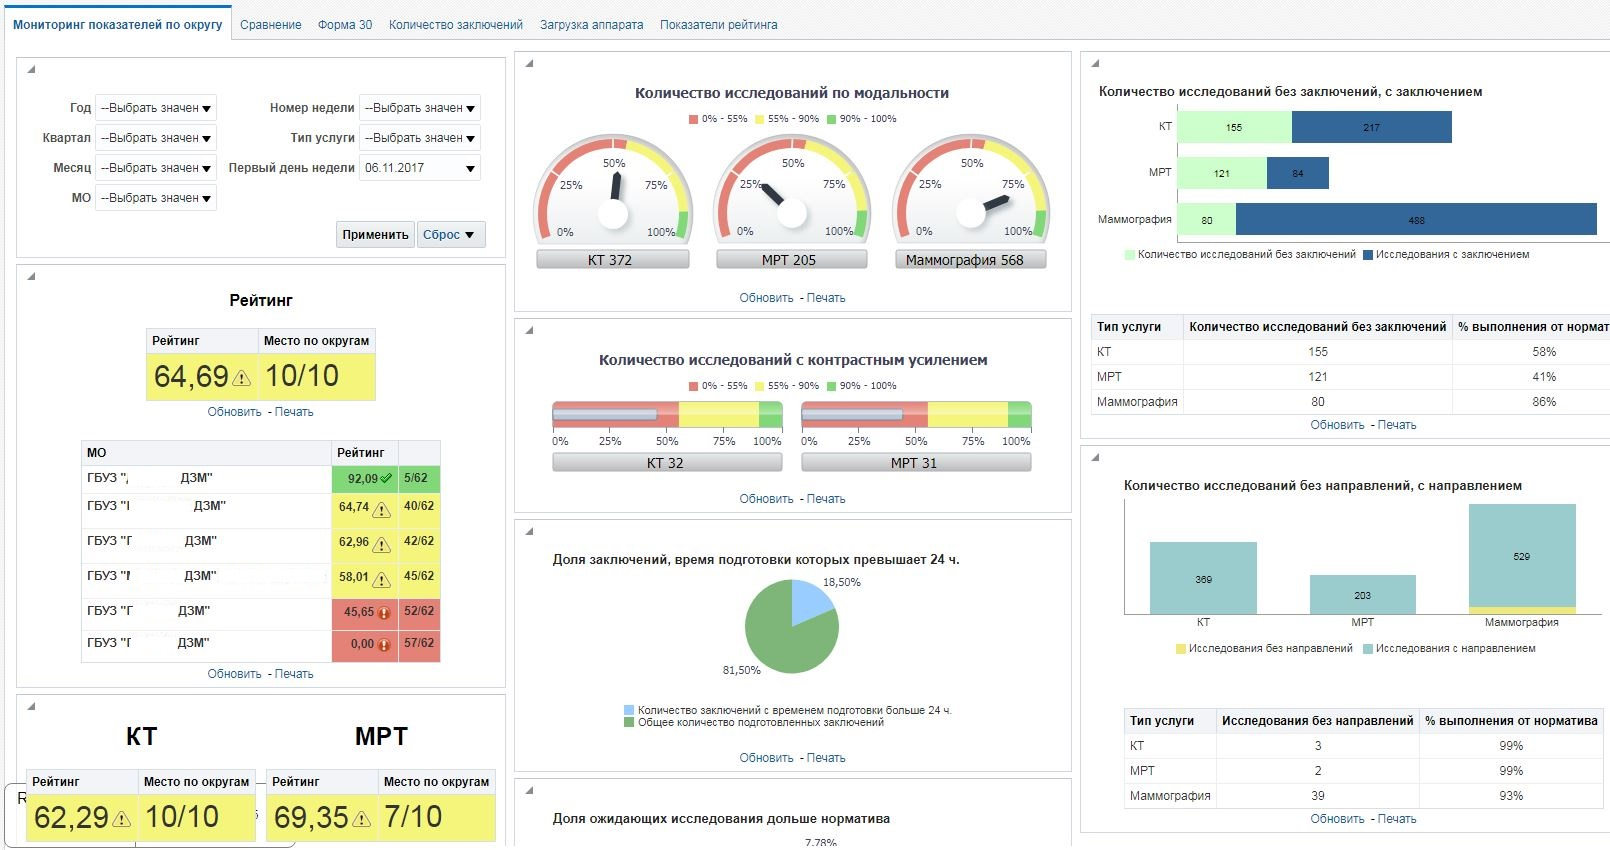 Мониторинг показателей по округу Сравнение Форма 30 Количество заключений Загрузка аппарата Показатели рейтинга
Год --Выбрать значен Номер недели --Выбрать значен
Квартал --Выбрать значен Тип услуги --Выбрать значен
Месяц --Выбрать значен Первый день недели 06.11.2017
МО --Выбрать значен
Применить Сброс
Рейтинг
Рейтинг Место по округам
64,69 10/10
Обновить - Печать
МО Рейтинг
ГБУЗ " ДЗМ" 92,09 5/62
ГБУЗ " ДЗМ" 64,74 40/62
ГБУЗ "Г ДЗМ" 62,96 42/62
ГБУЗ " ДЗМ" 58,01 45/62
ГБУЗ "Г ДЗМ" 45,65 52/62
ГБУЗ "Г ДЗМ" 0,00 57/62
Обновить - Печать
КТ
Рейтинг Место по округам
62,29 10/10
МРТ
Рейтинг Место по округам
69,35 7/10
Количество исследований по модальности
0% - 55% 55% - 90% 90% - 100%
0% 25% 50% 75% 100%
КТ 372
0% 25% 50% 75% 100%
МРТ 205
0% 25% 50% 75% 100%
Маммография 568
Обновить - Печать
Количество исследований с контрастным усилением
0% - 55% 55% - 90% 90% - 100%
0% 25% 50% 75% 100%
КТ 32
0% 25% 50% 75% 100%
МРТ 31
Обновить - Печать
Доля заключений, время подготовки которых превышает 24 ч.
18,50%
81,50%
Количество заключений с временем подготовки больше 24 ч.
Общее количество подготовленных заключений
Обновить - Печать
Доля ожидающих исследования дольше норматива
7,78%
Количество исследований без заключений, с заключением
КТ 155 217
МРТ 121 84
Маммография 80 488
Количество исследований без заключений Исследования с заключением
Тип услуги Количество исследований без заключений % выполнения от нормат
КТ 155 58%
МРТ 121 41%
Маммография 80 86%
Обновить - Печать
Количество исследований без направлений, с направлением
369 203 529
КТ МРТ Маммография
Исследования без направлений Исследования с направлением
Тип услуги Исследования без направлений % выполнения от норматива
КТ 3 99%
МРТ 2 99%
Маммография 39 93%
Обновить - Печать